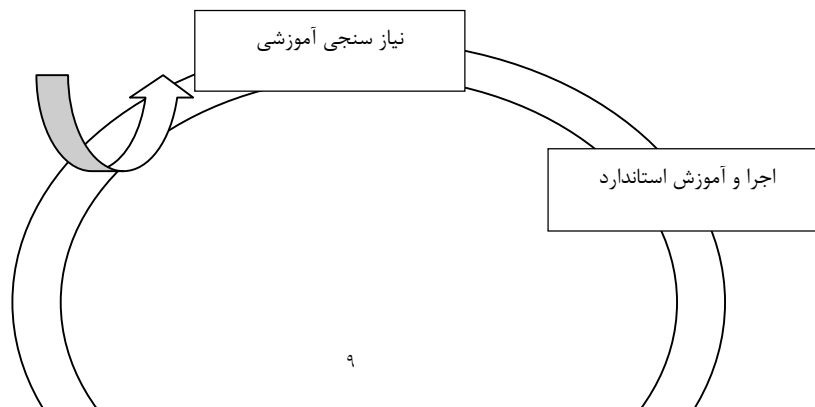 نیاز سنجی آموزشی
اجرا و آموزش استاندارد
۹